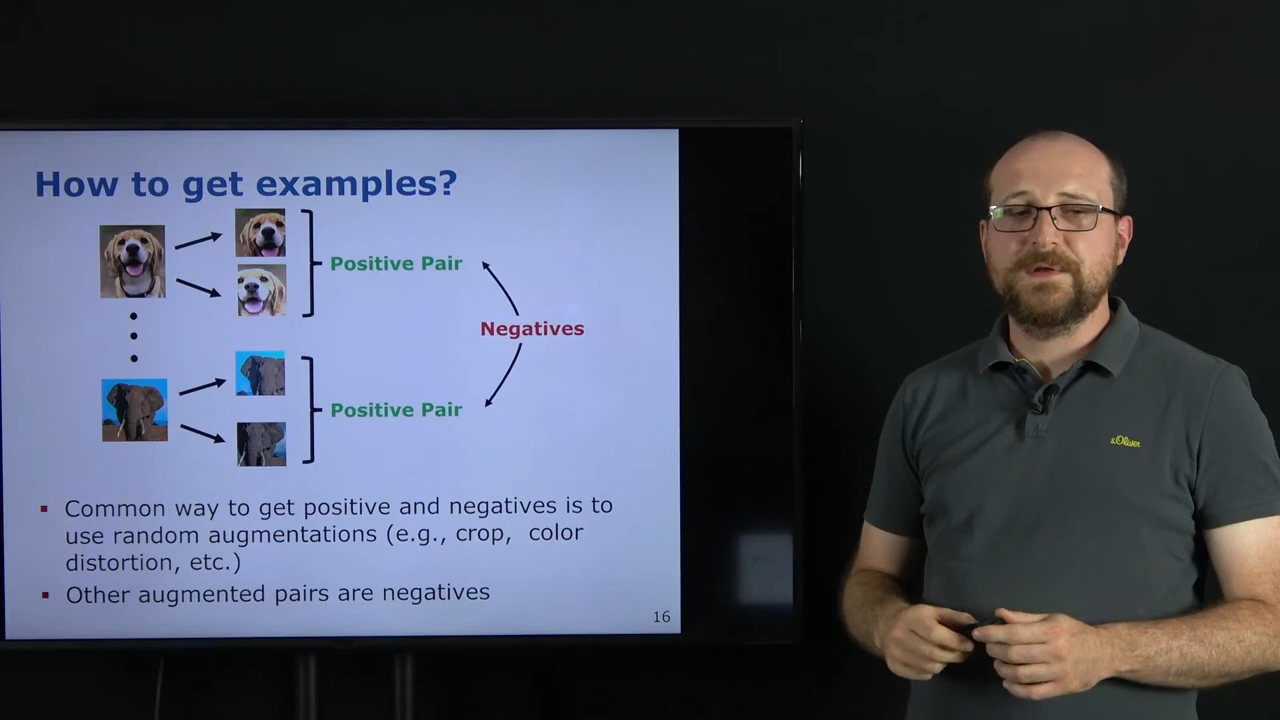 How to get examples?
Positive Pair
Negatives
Positive Pair
▪ Common way to get positive and negatives is to
use random augmentations (e.g., crop,  color
distortion, etc.)
▪ Other augmented pairs are negatives
16
s.Oliver